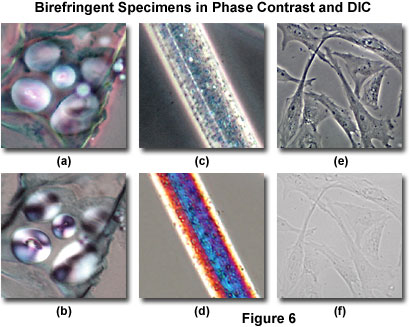 Birefringent Specimens in Phase Contrast and DIC
(a)
(c)
(e)
(b)
(d)
(f)
Figure 6